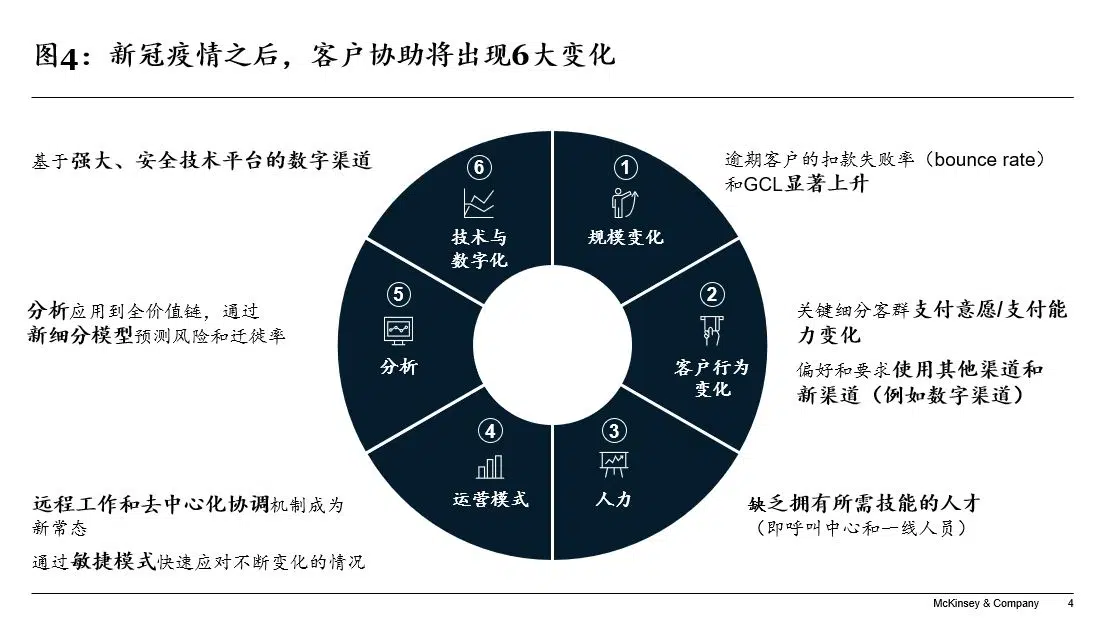 图4：新冠疫情之后，客户协助将出现6大变化
1
规模变化
逾期客户的扣款失败率（bounce rate）
和GCL显著上升
2
客户行为
变化
关键细分客群支付意愿/支付能
力变化
偏好和要求使用其他渠道和
新渠道（例如数字渠道）
3
人力
缺乏拥有所需技能的人才
（即呼叫中心和一线人员）
4
运营模式
远程工作和去中心化协调机制成为
新常态
通过敏捷模式快速应对不断变化的情况
5
分析
分析应用到全价值链，通过
新细分模型预测风险和迁徙率
6
技术与
数字化
基于强大、安全技术平台的数字渠道
McKinsey & Company 4